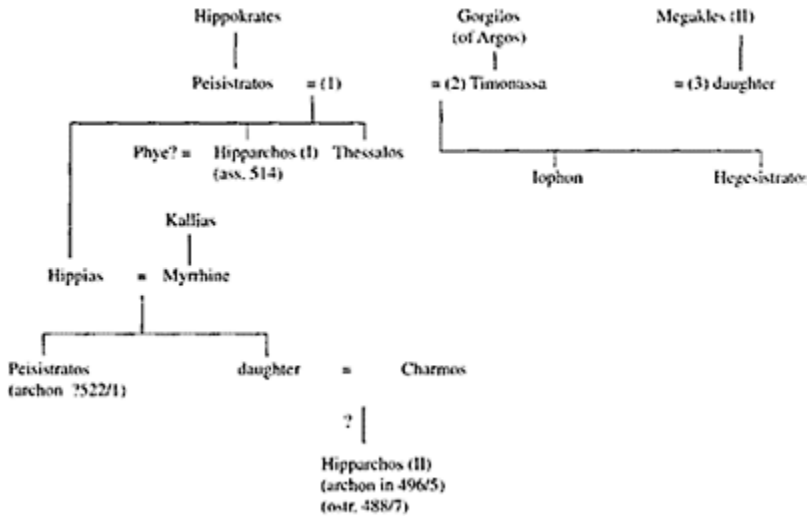 Hippokrates Gorgilos Megakles (II)
(of Argos)
Peisistratos = (1) = (2) Timonassa = (3) daughter
Phye? = Hipparchos (I) Thessalos
(ass. 514)
Iophon Hegesistratos
Kallias
Hippias = Myrrhine
Peisistratos daughter = Charmos
(archon ?522/1)
?
Hipparchos (II)
(archon in 496/5)
(ostr. 488/7)